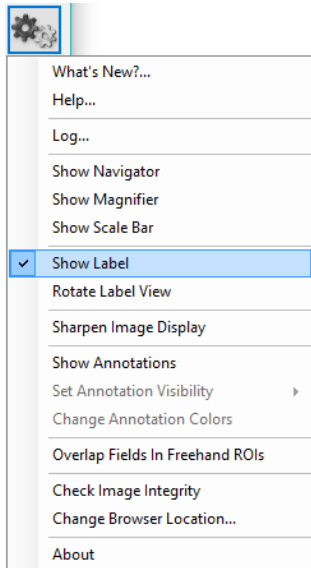 What's New?...
Help...
Log...
Show Navigator
Show Magnifier
Show Scale Bar
Show Label
Rotate Label View
Sharpen Image Display
Show Annotations
Set Annotation Visibility
Change Annotation Colors
Overlap Fields In Freehand ROIs
Check Image Integrity
Change Browser Location...
About